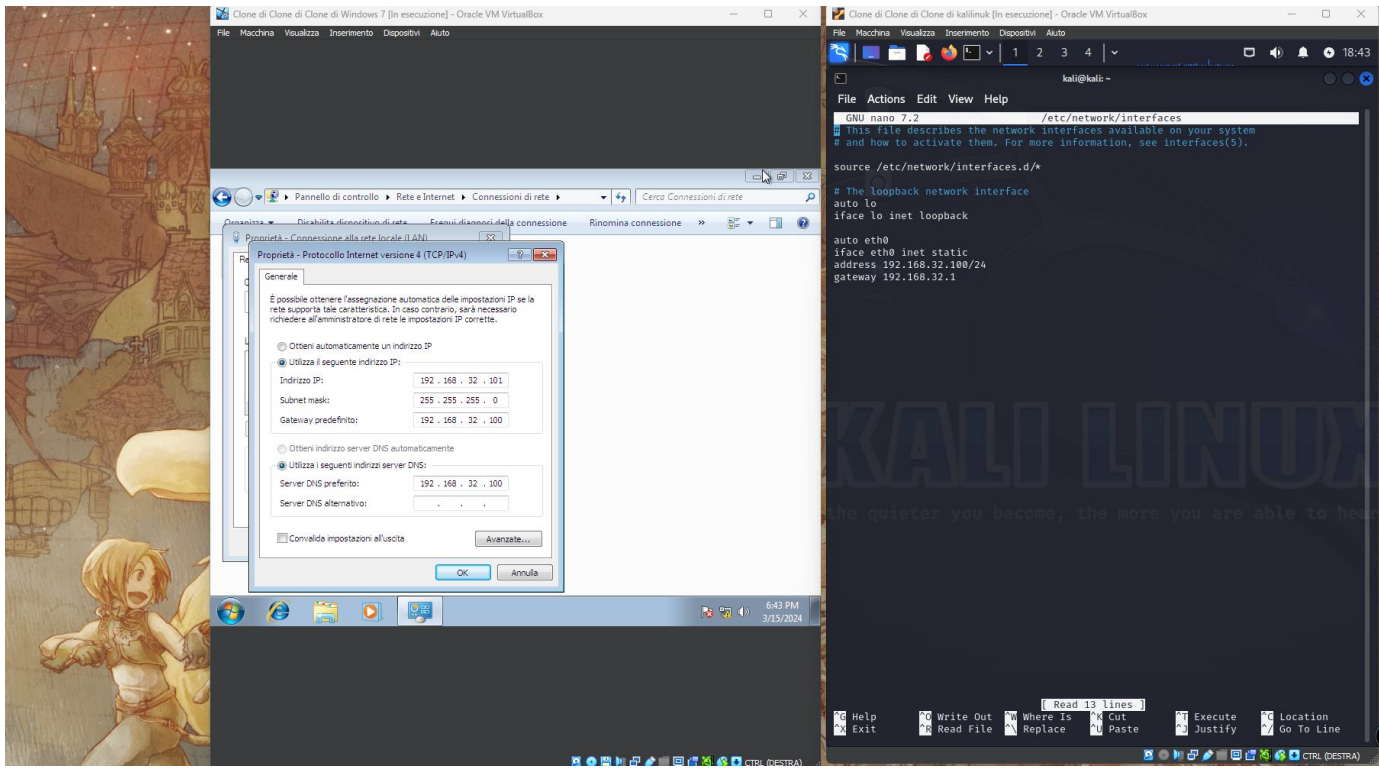 Clone di Clone di Clone di Windows 7 [In esecuzione] - Oracle VM VirtualBox
File Macchina Visualizza Inserimento Dispositivi Aiuto
Pannello di controllo Rete e Internet Connessioni di rete
Cerca Connessioni di rete
Organizza Disabilita dispositivo di rete Esegui diagnosi della connessione Rinomina connessione »
Proprietà - Connessione alla rete locale (LAN)
Re
Proprietà - Protocollo Internet versione 4 (TCP/IPv4)
Generale
È possibile ottenere l'assegnazione automatica delle impostazioni IP se la
rete supporta tale caratteristica. In caso contrario, sarà necessario
richiedere all'amministratore di rete le impostazioni IP corrette.
Ottieni automaticamente un indirizzo IP
Utilizza il seguente indirizzo IP:
Indirizzo IP: 192 . 168 . 32 . 101
Subnet mask: 255 . 255 . 255 . 0
Gateway predefinito: 192 . 168 . 32 . 100
Ottieni indirizzo server DNS automaticamente
Utilizza i seguenti indirizzi server DNS:
Server DNS preferito: 192 . 168 . 32 . 100
Server DNS alternativo: . . .
Convalida impostazioni all'uscita
Avanzate...
OK Annulla
6:43 PM
3/15/2024
CTRL (DESTRA)
Clone di Clone di Clone di kalilinuk [In esecuzione] - Oracle VM VirtualBox
File Macchina Visualizza Inserimento Dispositivi Aiuto
1 2 3 4 18:43
kali@kali: ~
File Actions Edit View Help
GNU nano 7.2 /etc/network/interfaces
# This file describes the network interfaces available on your system
# and how to activate them. For more information, see interfaces(5).
source /etc/network/interfaces.d/*
# The loopback network interface
auto lo
iface lo inet loopback
auto eth0
iface eth0 inet static
address 192.168.32.100/24
gateway 192.168.32.1
KALI LINUX
the quieter you become, the more you are able to hear
[ Read 13 lines ]
^G Help ^O Write Out ^W Where Is ^K Cut ^T Execute ^C Location
^X Exit ^R Read File ^\ Replace ^U Paste ^J Justify ^/ Go To Line
CTRL (DESTRA)